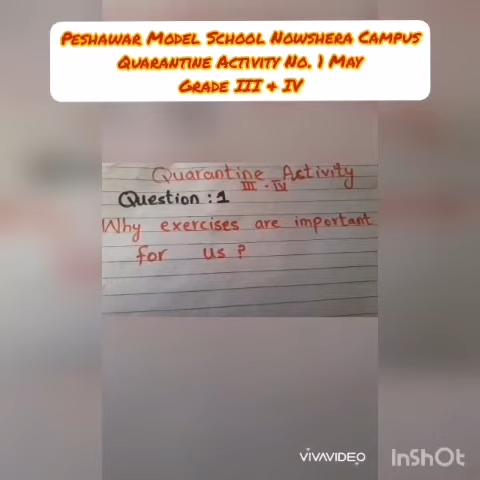 Peshawar Model School Nowshera Campus
Quarantine Activity No. 1 May
Grade III & IV
Quarantine Activity
III - IV
Question : 1
Why exercises are important
for us ?
VIVAVIDEO
InShOt